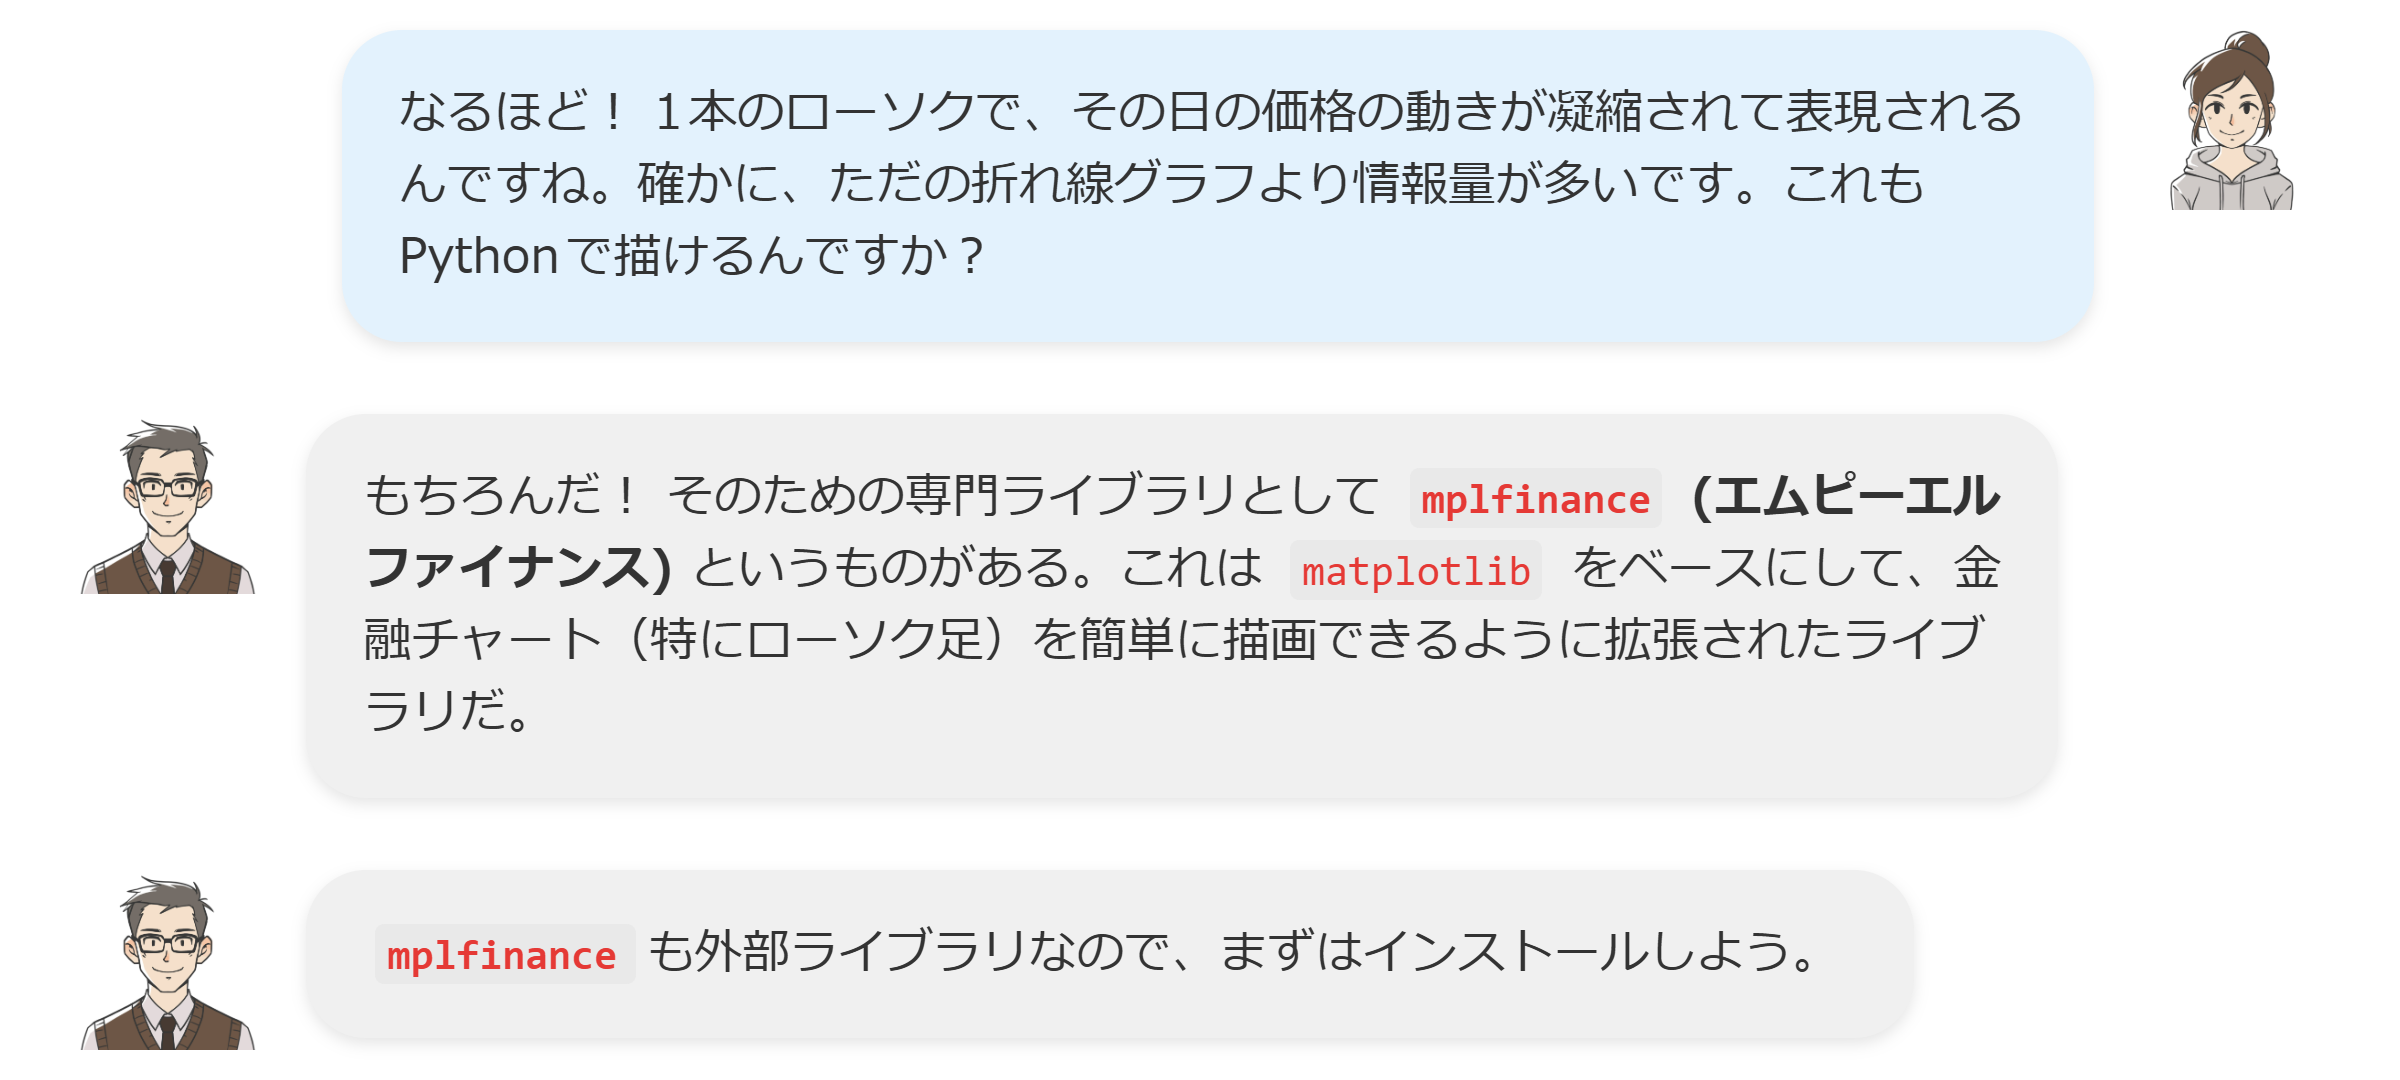 なるほど！ 1本のローソクで、その日の価格の動きが凝縮されて表現される
んですね。確かに、ただの折れ線グラフより情報量が多いです。これも
Pythonで描けるんですか？
もちろんだ！ そのための専門ライブラリとして mplfinance (エムピーエル
ファイナンス) というものがある。これは matplotlib をベースにして、金
融チャート（特にローソク足）を簡単に描画できるように拡張されたライブ
ラリだ。
mplfinance も外部ライブラリなので、まずはインストールしよう。